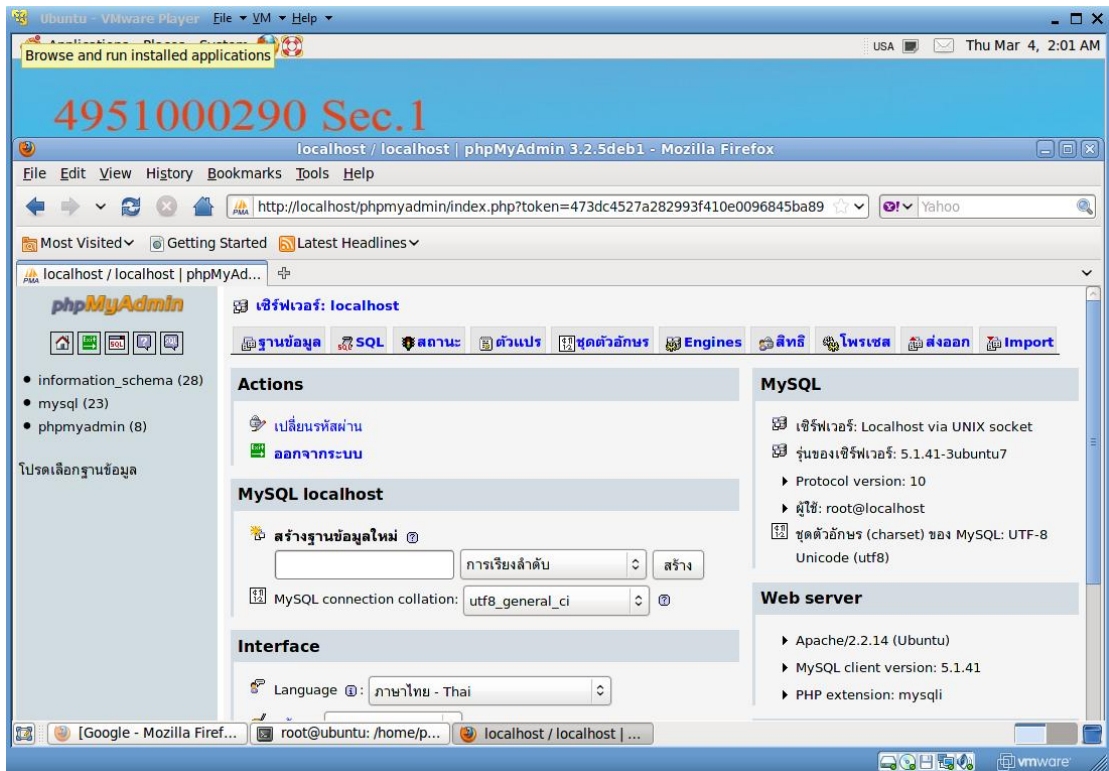 Ubuntu - VMware Player File VM Help
Applications Places System
USA Thu Mar 4, 2:01 AM
Browse and run installed applications
4951000290 Sec.1
localhost / localhost | phpMyAdmin 3.2.5deb1 - Mozilla Firefox
File Edit View History Bookmarks Tools Help
http://localhost/phpmyadmin/index.php?token=473dc4527a282993f410e0096845ba89
Yahoo
Most Visited Getting Started Latest Headlines
localhost / localhost | phpMyAd...
phpMyAdmin
SQL
information_schema (28)
mysql (23)
phpmyadmin (8)
โปรดเลือกฐานข้อมูล
เซิร์ฟเวอร์: localhost
ฐานข้อมูล SQL สถานะ ตัวแปร ชุดตัวอักษร Engines สิทธิ โพรเซส ส่งออก Import
Actions
เปลี่ยนรหัสผ่าน
ออกจากระบบ
MySQL localhost
สร้างฐานข้อมูลใหม่
การเรียงลำดับ สร้าง
MySQL connection collation: utf8_general_ci
Interface
Language : ภาษาไทย - Thai
MySQL
เซิร์ฟเวอร์: Localhost via UNIX socket
รุ่นของเซิร์ฟเวอร์: 5.1.41-3ubuntu7
Protocol version: 10
ผู้ใช้: root@localhost
ชุดตัวอักษร (charset) ของ MySQL: UTF-8
Unicode (utf8)
Web server
Apache/2.2.14 (Ubuntu)
MySQL client version: 5.1.41
PHP extension: mysqli
[Google - Mozilla Firef... root@ubuntu: /home/p... localhost / localhost | ...
vmware